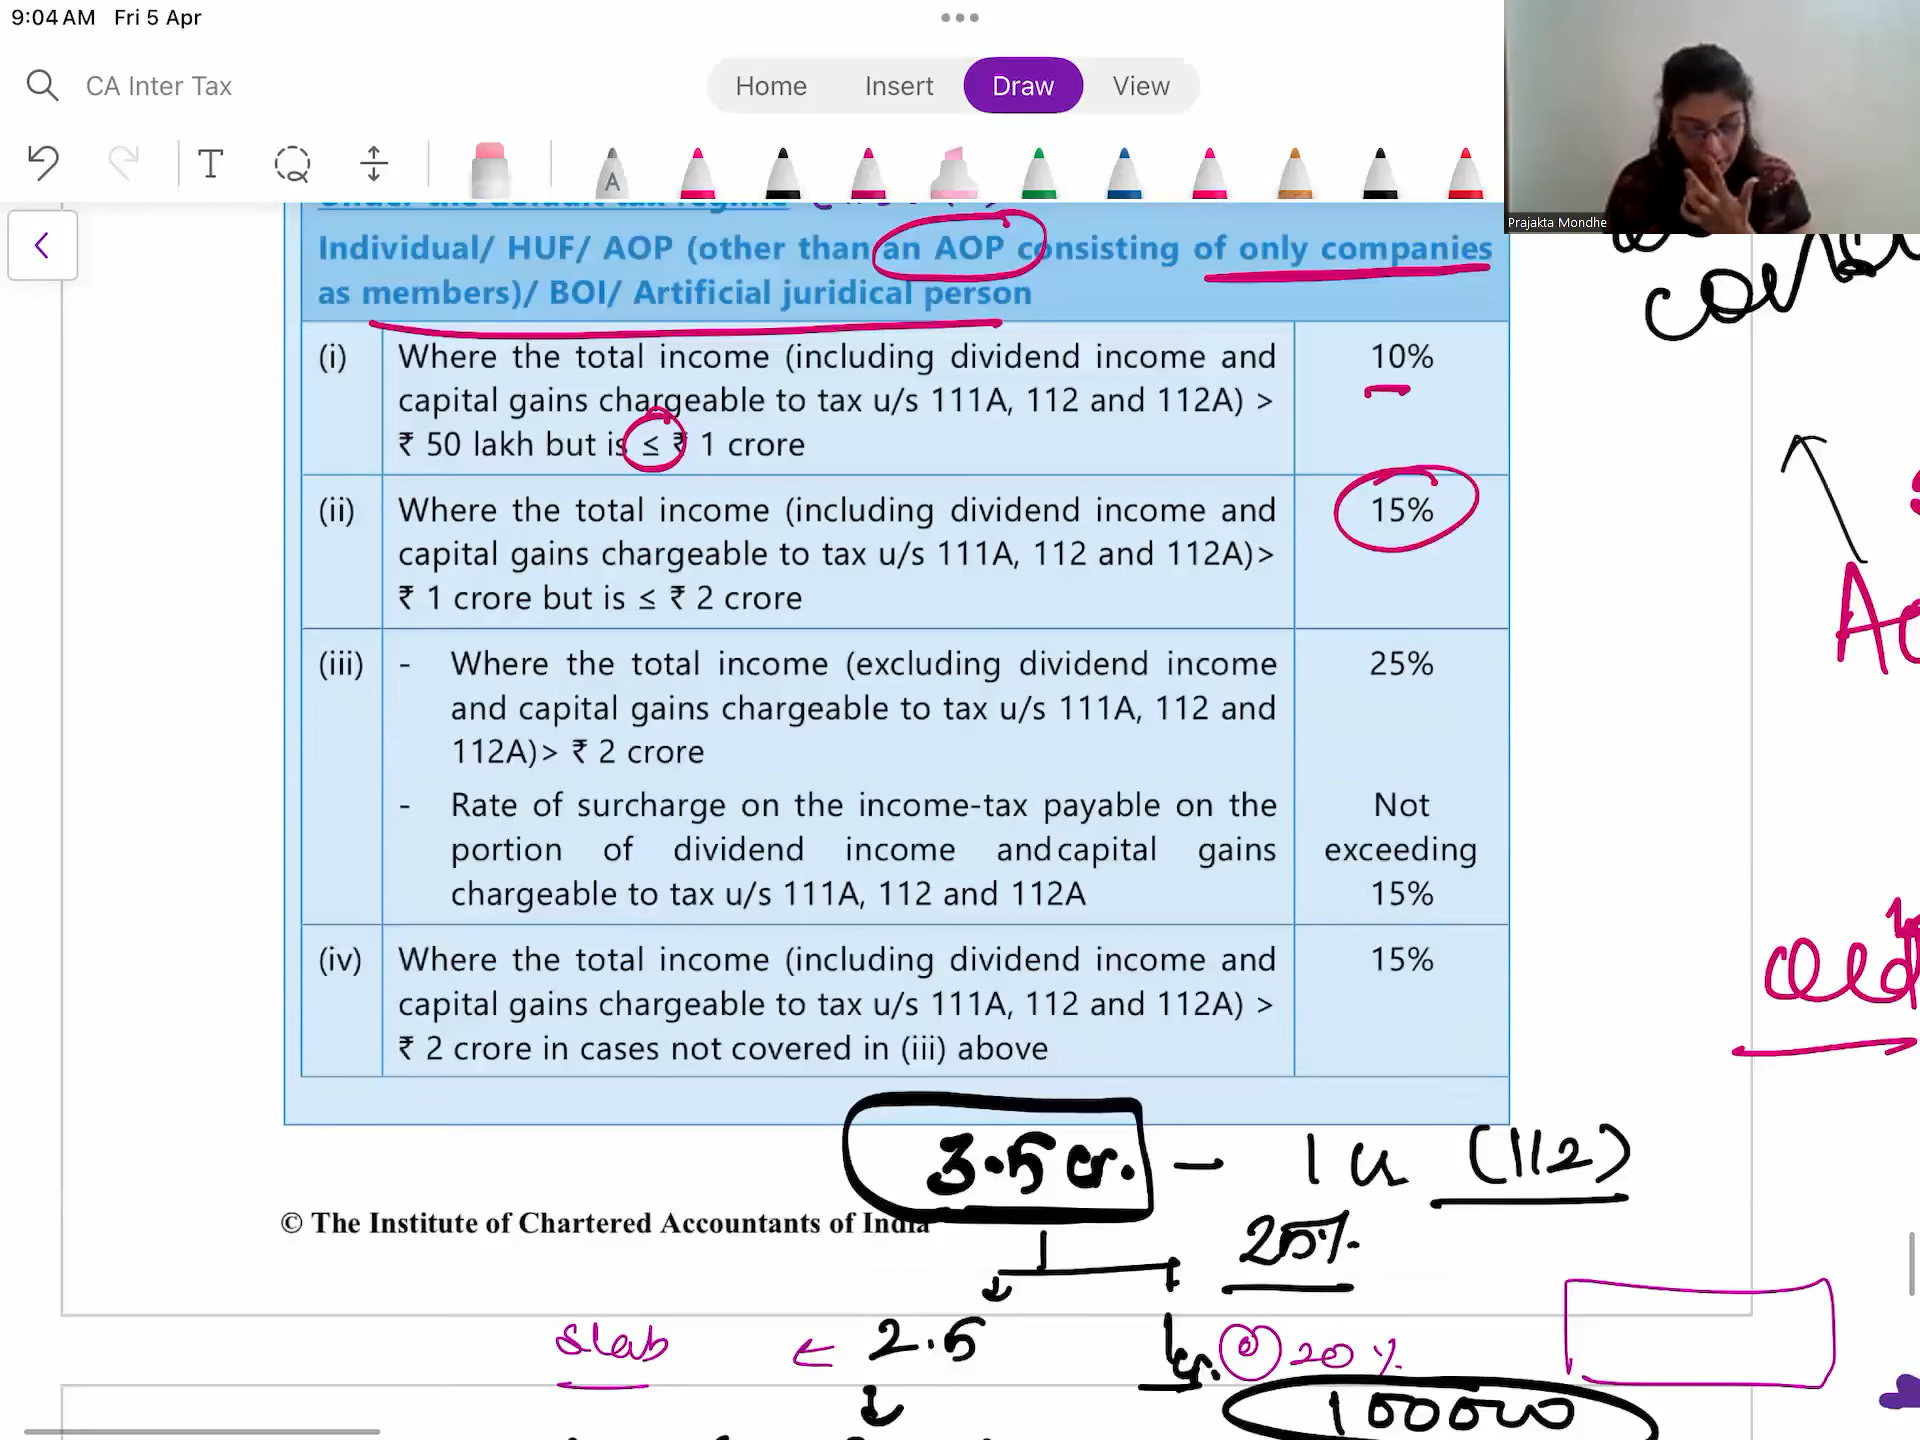 9:04 AM Fri 5 Apr
CA Inter Tax
Home Insert Draw View
T
A
Prajakta Mondhe
Under the default tax regime
Individual/ HUF/ AOP (other than an AOP consisting of only companies
as members)/ BOI/ Artificial juridical person
(i) Where the total income (including dividend income and 10%
capital gains chargeable to tax u/s 111A, 112 and 112A) >
₹ 50 lakh but is ≤ ₹ 1 crore
(ii) Where the total income (including dividend income and 15%
capital gains chargeable to tax u/s 111A, 112 and 112A)>
₹ 1 crore but is ≤ ₹ 2 crore
(iii) - Where the total income (excluding dividend income 25%
and capital gains chargeable to tax u/s 111A, 112 and
112A)> ₹ 2 crore
- Rate of surcharge on the income-tax payable on the Not
portion of dividend income andcapital gains exceeding
chargeable to tax u/s 111A, 112 and 112A 15%
(iv) Where the total income (including dividend income and 15%
capital gains chargeable to tax u/s 111A, 112 and 112A) >
₹ 2 crore in cases not covered in (iii) above
3.5 cr. - 1 cr (112)
© The Institute of Chartered Accountants of India
20%.
slab ← 2.5 1 cr. @ 20%